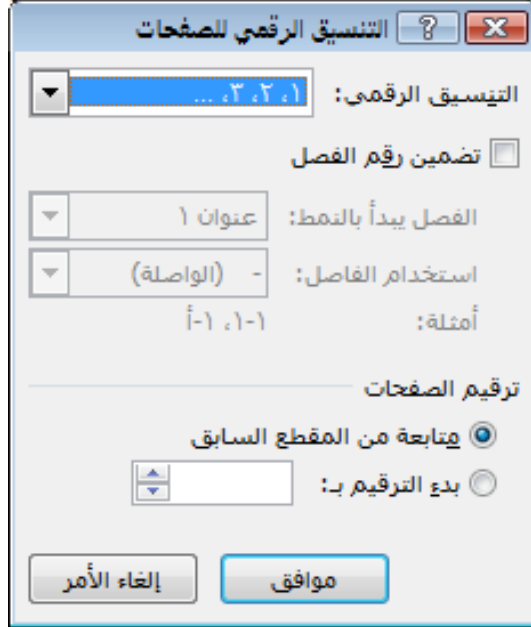 التنسيق الرقمي للصفحات ?
التنسيق الرقمي: ١، ٢، ٣، ...
تضمين رقم الفصل
الفصل يبدأ بالنمط: عنوان ١
استخدام الفاصل: - (الواصلة)
أمثلة: ١-١، ١-أ
ترقيم الصفحات
متابعة من المقطع السابق
بدء الترقيم بـ:
موافق إلغاء الأمر